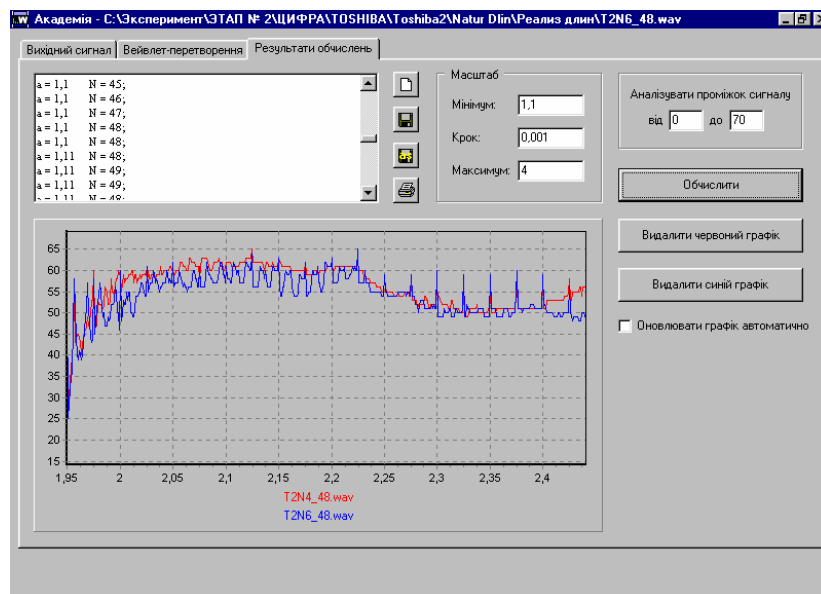 Академія - C:\Эксперимент\ЭТАП № 2\ЦИФРА\TOSHIBA\Toshiba2\Natur Dlin\Реализ длин\T2N6_48.wav
Вихідний сигнал Вейвлет-перетворення Результати обчислень
a = 1,1 N = 45;
a = 1,1 N = 46;
a = 1,1 N = 47;
a = 1,1 N = 48;
a = 1,1 N = 48;
a = 1,11 N = 48;
a = 1,11 N = 49;
a = 1,11 N = 49;
a = 1,11 N = 48;
Масштаб
Мінімум: 1,1
Крок: 0,001
Максимум: 4
Аналізувати проміжок сигналу
від 0 до 70
Обчислити
Видалити червоний графік
Видалити синій графік
Оновлювати графік автоматично
65
60
55
50
45
40
35
30
25
20
15
1,95 2 2,05 2,1 2,15 2,2 2,25 2,3 2,35 2,4
T2N4_48.wav
T2N6_48.wav